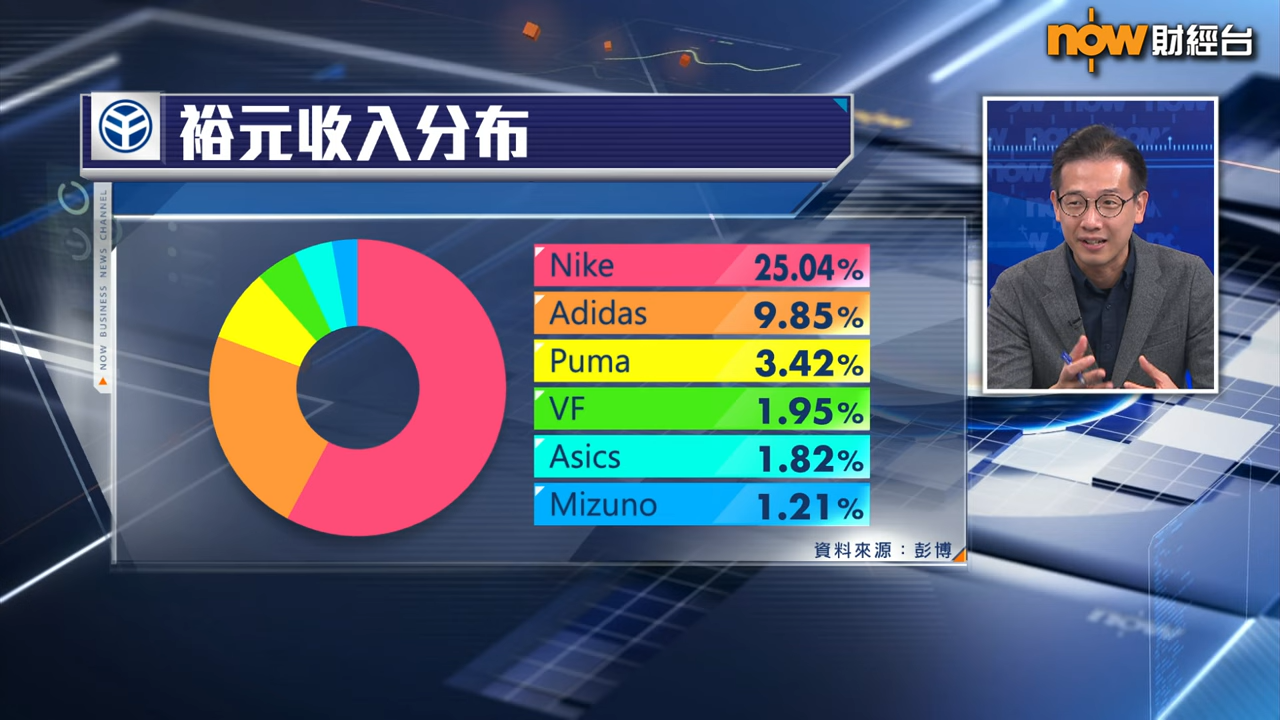 now財經台
裕元收入分布
NOW BUSINESS NEWS CHANNEL
Nike 25.04%
Adidas 9.85%
Puma 3.42%
VF 1.95%
Asics 1.82%
Mizuno 1.21%
資料來源：彭博
now